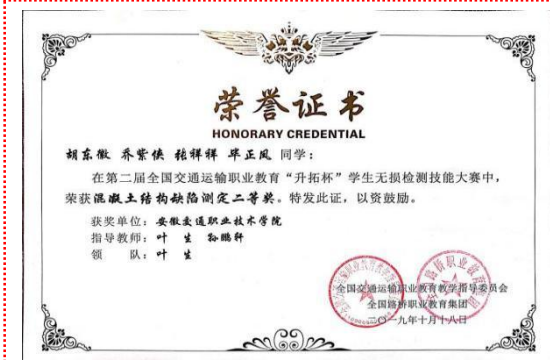 荣誉证书
HONORARY CREDENTIAL
胡东徽 乔紫侠 张祥祥 毕正凤 同学：
在第二届全国交通运输职业教育“升拓杯”学生无损检测技能大赛中，
荣获混凝土结构缺陷测定二等奖。特发此证，以资鼓励。
获奖单位：安徽交通职业技术学院
指导教师：叶 生 孙鹏轩
领 队：叶 生
全国交通运输职业教育教学指导委员会
全国路桥职业教育集团
二〇一九年十月十八日